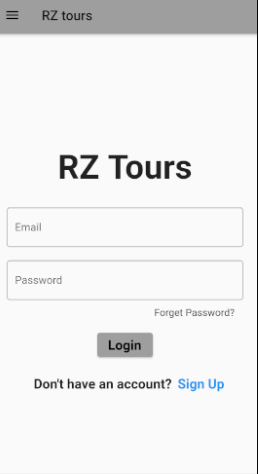 RZ tours
RZ Tours
Email
Password
Forget Password?
Login
Don't have an account? Sign Up